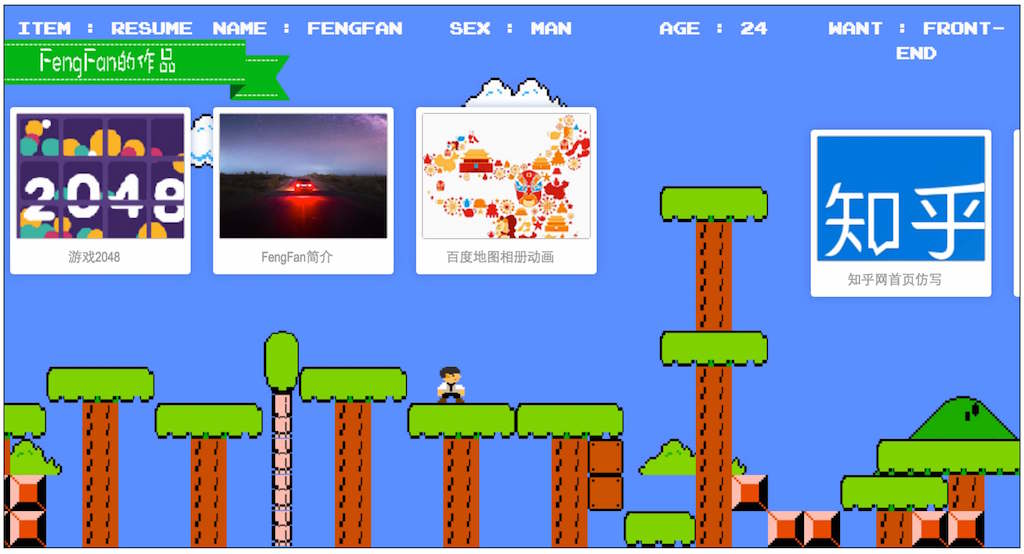 ITEM : RESUME NAME : FENGFAN SEX : MAN AGE : 24 WANT : FRONT-
END
FengFan的作品
2048
知乎
游戏2048
FengFan简介
百度地图相册动画
知乎网首页仿写